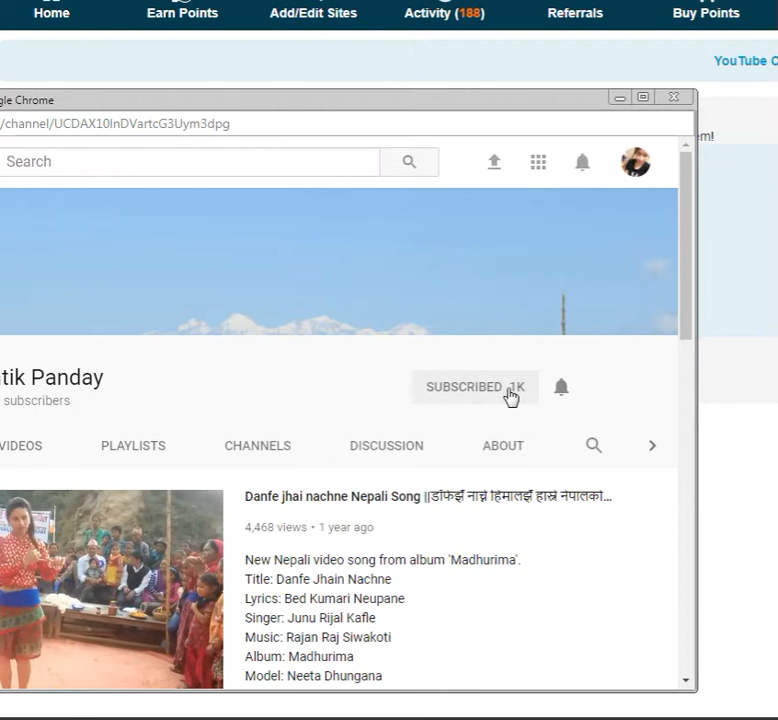 Home Earn Points Add/Edit Sites Activity (188) Referrals Buy Points
YouTube
gle Chrome
/channel/UCDAX10InDVartcG3Uym3dpg
em!
Search
tik Panday
SUBSCRIBED 1K
subscribers
VIDEOS PLAYLISTS CHANNELS DISCUSSION ABOUT
Danfe jhai nachne Nepali Song ||डाँफेझैँ नाच्ने हिमालझैँ हाँस्ने नेपालको...
4,468 views • 1 year ago
New Nepali video song from album 'Madhurima'.
Title: Danfe Jhain Nachne
Lyrics: Bed Kumari Neupane
Singer: Junu Rijal Kafle
Music: Rajan Raj Siwakoti
Album: Madhurima
Model: Neeta Dhungana